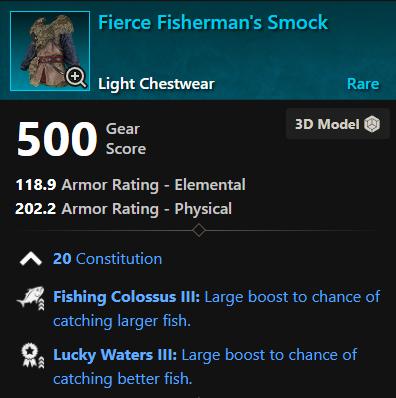 Fierce Fisherman's Smock
Light Chestwear
Rare
500 Gear
Score
3D Model
118.9 Armor Rating - Elemental
202.2 Armor Rating - Physical
20 Constitution
Fishing Colossus III: Large boost to chance of
catching larger fish.
Lucky Waters III: Large boost to chance of
catching better fish.